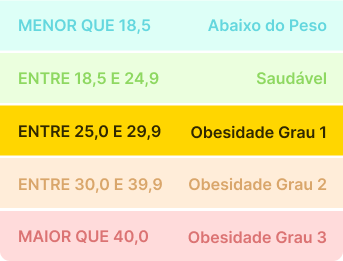 MENOR QUE 18,5 Abaixo do Peso
ENTRE 18,5 E 24,9 Saudável
ENTRE 25,0 E 29,9 Obesidade Grau 1
ENTRE 30,0 E 39,9 Obesidade Grau 2
MAIOR QUE 40,0 Obesidade Grau 3